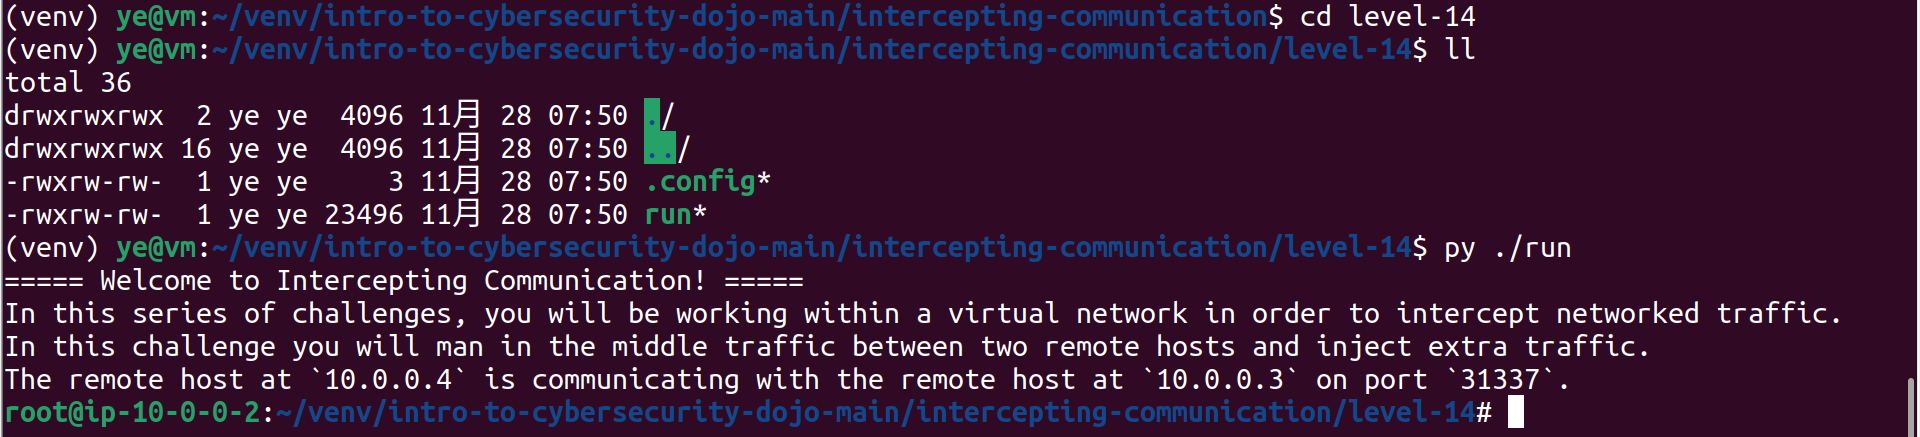 (venv) ye@vm:~/venv/intro-to-cybersecurity-dojo-main/intercepting-communication$ cd level-14
(venv) ye@vm:~/venv/intro-to-cybersecurity-dojo-main/intercepting-communication/level-14$ ll
total 36
drwxrwxrwx  2 ye ye  4096 11月 28 07:50 ./
drwxrwxrwx 16 ye ye  4096 11月 28 07:50 ../
-rwxrw-rw-  1 ye ye     3 11月 28 07:50 .config*
-rwxrw-rw-  1 ye ye 23496 11月 28 07:50 run*
(venv) ye@vm:~/venv/intro-to-cybersecurity-dojo-main/intercepting-communication/level-14$ py ./run
===== Welcome to Intercepting Communication! =====
In this series of challenges, you will be working within a virtual network in order to intercept networked traffic.
In this challenge you will man in the middle traffic between two remote hosts and inject extra traffic.
The remote host at `10.0.0.4` is communicating with the remote host at `10.0.0.3` on port `31337`.
root@ip-10-0-0-2:~/venv/intro-to-cybersecurity-dojo-main/intercepting-communication/level-14#